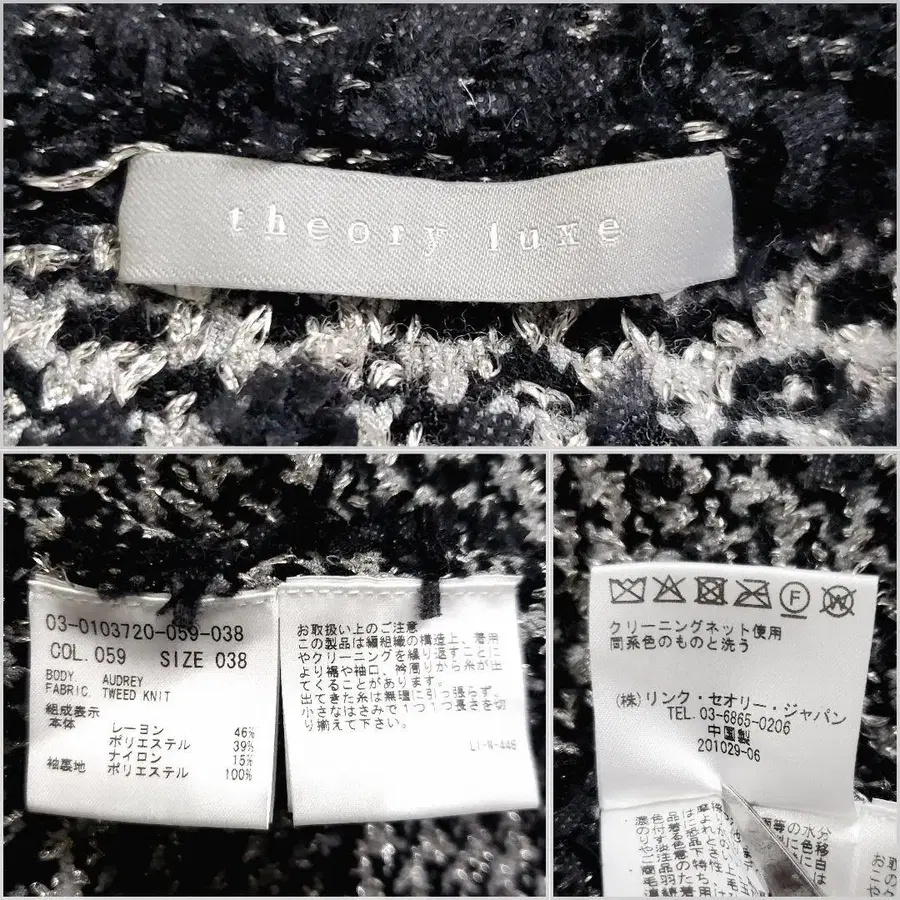 theory luxe
03-0103720-059-038
COL. 059 SIZE 038
BODY AUDREY
FABRIC. TWEED KNIT
組成表示
本体 レーヨン 46%
ポリエステル 39%
ナイロン 15%
袖裏地 ポリエステル 100%
お取扱い上のご注意
この製品は編組織の構造上、着用
やクリーニングを繰り返すことに
より裾や袖口、衿周りから糸が出
てくることがあります。
出てきた糸は無理に引っ張らず、
小さなはさみで1つ1つ長さを切
り揃えて下さい。
LI-N-446
F
W
クリーニングネット使用
同系色のものと洗う
(株)リンク・セオリー・ジャパン
TEL.03-6865-0206
中国製
201029-06